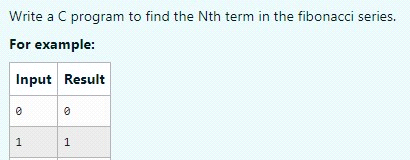 Write a C program to find the Nth term in the fibonacci series.
For example:
Input Result
0 0
1 1